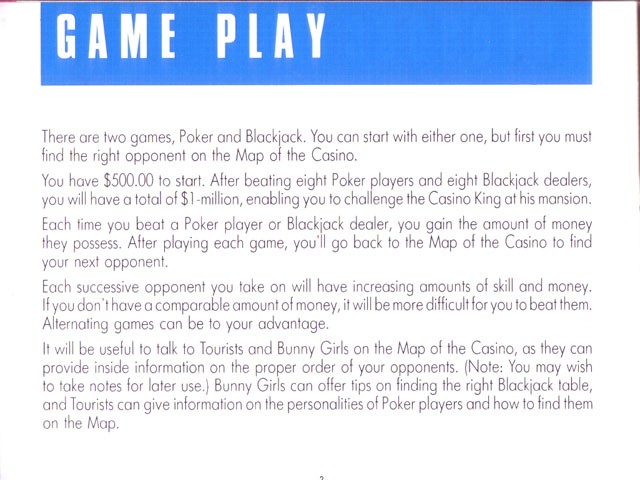 GAME PLAY
There are two games, Poker and Blackjack. You can start with either one, but first you must
find the right opponent on the Map of the Casino.
You have $500.00 to start. After beating eight Poker players and eight Blackjack dealers,
you will have a total of $1-million, enabling you to challenge the Casino King at his mansion.
Each time you beat a Poker player or Blackjack dealer, you gain the amount of money
they possess. After playing each game, you'll go back to the Map of the Casino to find
your next opponent.
Each successive opponent you take on will have increasing amounts of skill and money.
If you don't have a comparable amount of money, it will be more difficult for you to beat them.
Alternating games can be to your advantage.
It will be useful to talk to Tourists and Bunny Girls on the Map of the Casino, as they can
provide inside information on the proper order of your opponents. (Note: You may wish
to take notes for later use.) Bunny Girls can offer tips on finding the right Blackjack table,
and Tourists can give information on the personalities of Poker players and how to find them
on the Map.